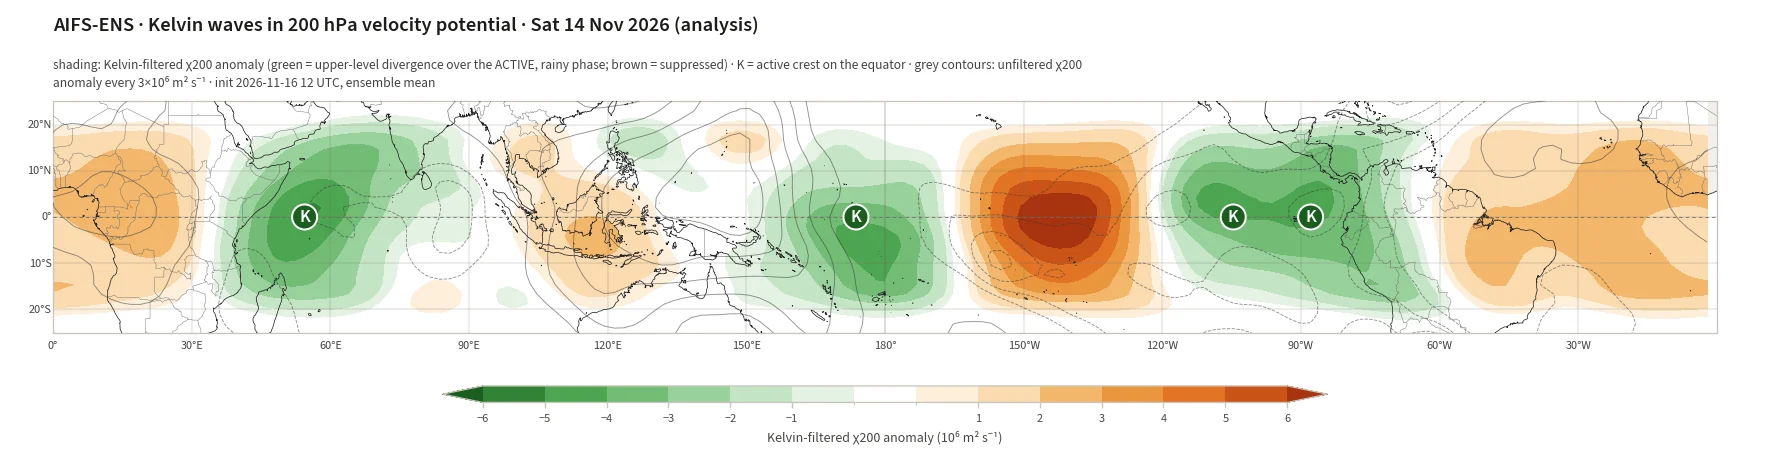 AIFS-ENS · Kelvin waves in 200 hPa velocity potential · Sat 14 Nov 2026 (analysis)
shading: Kelvin-filtered χ200 anomaly (green = upper-level divergence over the ACTIVE, rainy phase; brown = suppressed) · K = active crest on the equator · grey contours: unfiltered χ200
anomaly every 3×10⁶ m² s⁻¹ · init 2026-11-16 12 UTC, ensemble mean
20°N
10°N
0°
10°S
20°S
K K K K
0° 30°E 60°E 90°E 120°E 150°E 180° 150°W 120°W 90°W 60°W 30°W
−6 −5 −4 −3 −2 −1 1 2 3 4 5 6
Kelvin-filtered χ200 anomaly (10⁶ m² s⁻¹)